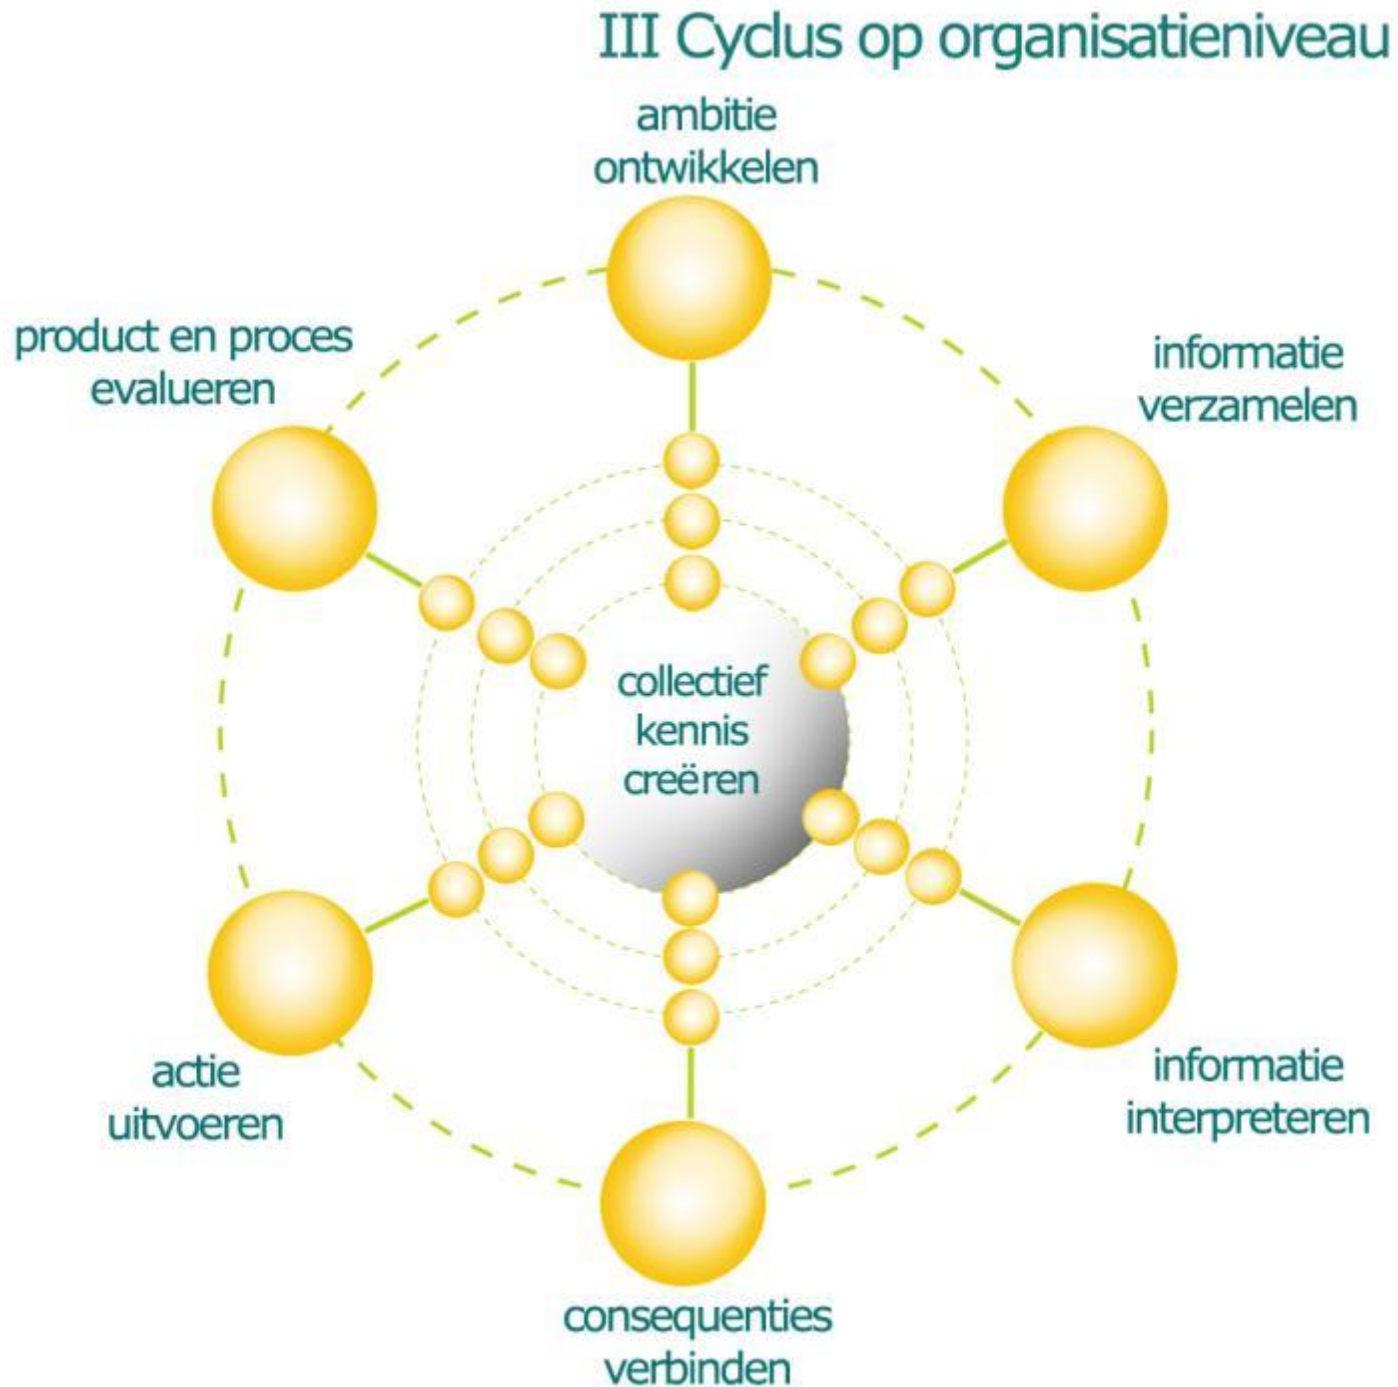 III Cyclus op organisatieniveau
ambitie
ontwikkelen
product en proces
evalueren
informatie
verzamelen
collectief
kennis
creëren
actie
uitvoeren
informatie
interpreteren
consequenties
verbinden